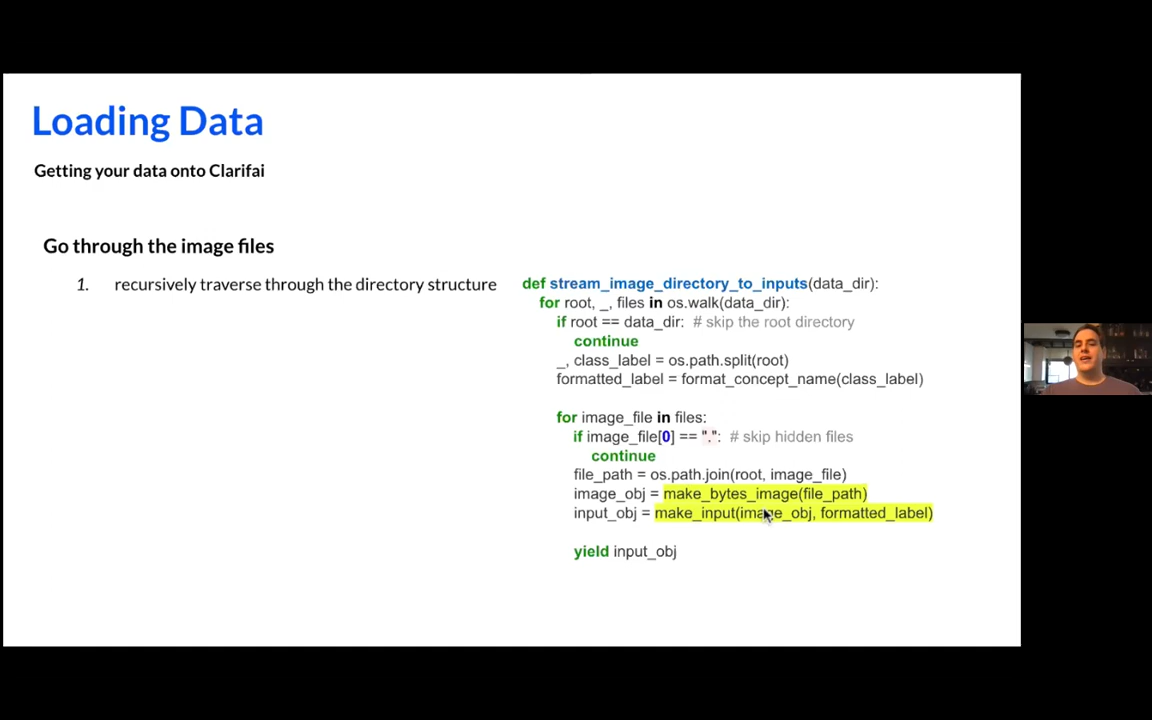 Loading Data
Getting your data onto Clarifai
Go through the image files
1. recursively traverse through the directory structure
def stream_image_directory_to_inputs(data_dir):
for root, _, files in os.walk(data_dir):
if root == data_dir: # skip the root directory
continue
_, class_label = os.path.split(root)
formatted_label = format_concept_name(class_label)
for image_file in files:
if image_file[0] == ".": # skip hidden files
continue
file_path = os.path.join(root, image_file)
image_obj = make_bytes_image(file_path)
input_obj = make_input(image_obj, formatted_label)
yield input_obj